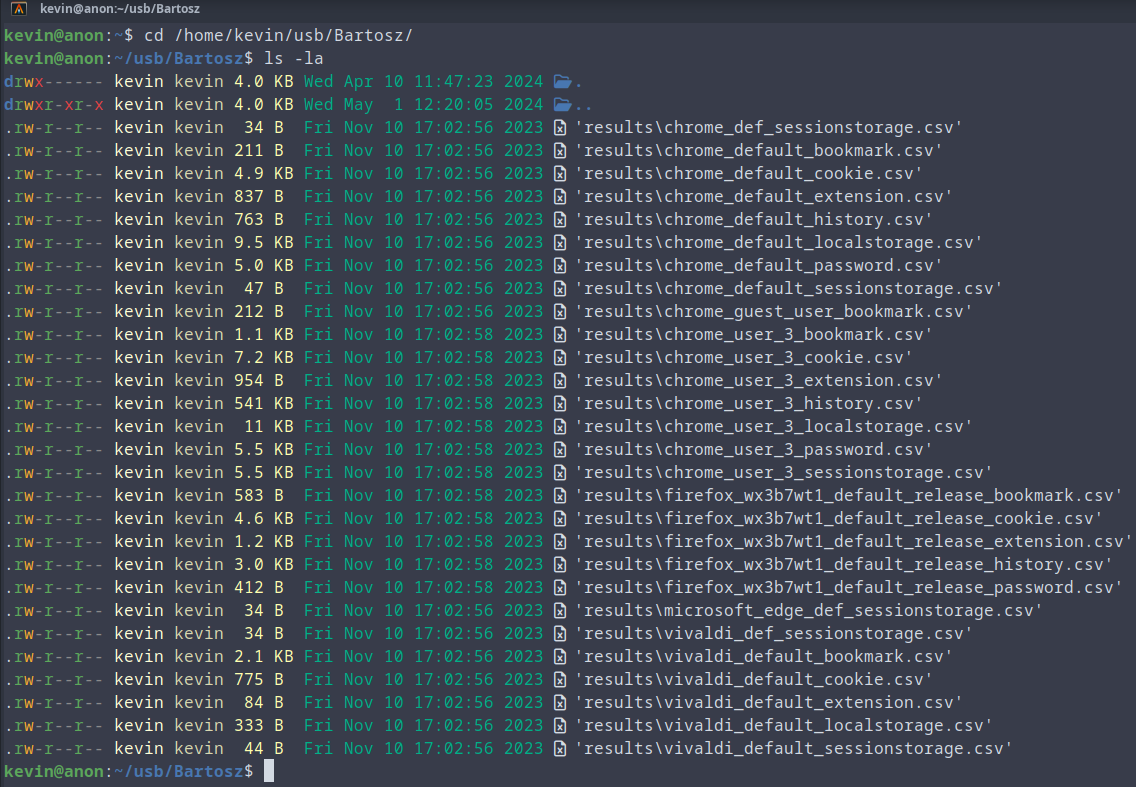 kevin@anon:~/usb/Bartosz
kevin@anon:~$ cd /home/kevin/usb/Bartosz/
kevin@anon:~/usb/Bartosz$ ls -la
drwx------ kevin kevin 4.0 KB Wed Apr 10 11:47:23 2024 .
drwxr-xr-x kevin kevin 4.0 KB Wed May  1 12:20:05 2024 ..
.rw-r--r-- kevin kevin  34 B  Fri Nov 10 17:02:56 2023 'results\chrome_def_sessionstorage.csv'
.rw-r--r-- kevin kevin 211 B  Fri Nov 10 17:02:56 2023 'results\chrome_default_bookmark.csv'
.rw-r--r-- kevin kevin 4.9 KB Fri Nov 10 17:02:56 2023 'results\chrome_default_cookie.csv'
.rw-r--r-- kevin kevin 837 B  Fri Nov 10 17:02:56 2023 'results\chrome_default_extension.csv'
.rw-r--r-- kevin kevin 763 B  Fri Nov 10 17:02:56 2023 'results\chrome_default_history.csv'
.rw-r--r-- kevin kevin 9.5 KB Fri Nov 10 17:02:56 2023 'results\chrome_default_localstorage.csv'
.rw-r--r-- kevin kevin 5.0 KB Fri Nov 10 17:02:56 2023 'results\chrome_default_password.csv'
.rw-r--r-- kevin kevin  47 B  Fri Nov 10 17:02:56 2023 'results\chrome_default_sessionstorage.csv'
.rw-r--r-- kevin kevin 212 B  Fri Nov 10 17:02:56 2023 'results\chrome_guest_user_bookmark.csv'
.rw-r--r-- kevin kevin 1.1 KB Fri Nov 10 17:02:58 2023 'results\chrome_user_3_bookmark.csv'
.rw-r--r-- kevin kevin 7.2 KB Fri Nov 10 17:02:58 2023 'results\chrome_user_3_cookie.csv'
.rw-r--r-- kevin kevin 954 B  Fri Nov 10 17:02:58 2023 'results\chrome_user_3_extension.csv'
.rw-r--r-- kevin kevin 541 KB Fri Nov 10 17:02:58 2023 'results\chrome_user_3_history.csv'
.rw-r--r-- kevin kevin  11 KB Fri Nov 10 17:02:58 2023 'results\chrome_user_3_localstorage.csv'
.rw-r--r-- kevin kevin 5.5 KB Fri Nov 10 17:02:58 2023 'results\chrome_user_3_password.csv'
.rw-r--r-- kevin kevin 5.5 KB Fri Nov 10 17:02:58 2023 'results\chrome_user_3_sessionstorage.csv'
.rw-r--r-- kevin kevin 583 B  Fri Nov 10 17:02:58 2023 'results\firefox_wx3b7wt1_default_release_bookmark.csv'
.rw-r--r-- kevin kevin 4.6 KB Fri Nov 10 17:02:58 2023 'results\firefox_wx3b7wt1_default_release_cookie.csv'
.rw-r--r-- kevin kevin 1.2 KB Fri Nov 10 17:02:58 2023 'results\firefox_wx3b7wt1_default_release_extension.csv'
.rw-r--r-- kevin kevin 3.0 KB Fri Nov 10 17:02:58 2023 'results\firefox_wx3b7wt1_default_release_history.csv'
.rw-r--r-- kevin kevin 412 B  Fri Nov 10 17:02:58 2023 'results\firefox_wx3b7wt1_default_release_password.csv'
.rw-r--r-- kevin kevin  34 B  Fri Nov 10 17:02:56 2023 'results\microsoft_edge_def_sessionstorage.csv'
.rw-r--r-- kevin kevin  34 B  Fri Nov 10 17:02:56 2023 'results\vivaldi_def_sessionstorage.csv'
.rw-r--r-- kevin kevin 2.1 KB Fri Nov 10 17:02:56 2023 'results\vivaldi_default_bookmark.csv'
.rw-r--r-- kevin kevin 775 B  Fri Nov 10 17:02:56 2023 'results\vivaldi_default_cookie.csv'
.rw-r--r-- kevin kevin  84 B  Fri Nov 10 17:02:56 2023 'results\vivaldi_default_extension.csv'
.rw-r--r-- kevin kevin 333 B  Fri Nov 10 17:02:56 2023 'results\vivaldi_default_localstorage.csv'
.rw-r--r-- kevin kevin  44 B  Fri Nov 10 17:02:56 2023 'results\vivaldi_default_sessionstorage.csv'
kevin@anon:~/usb/Bartosz$